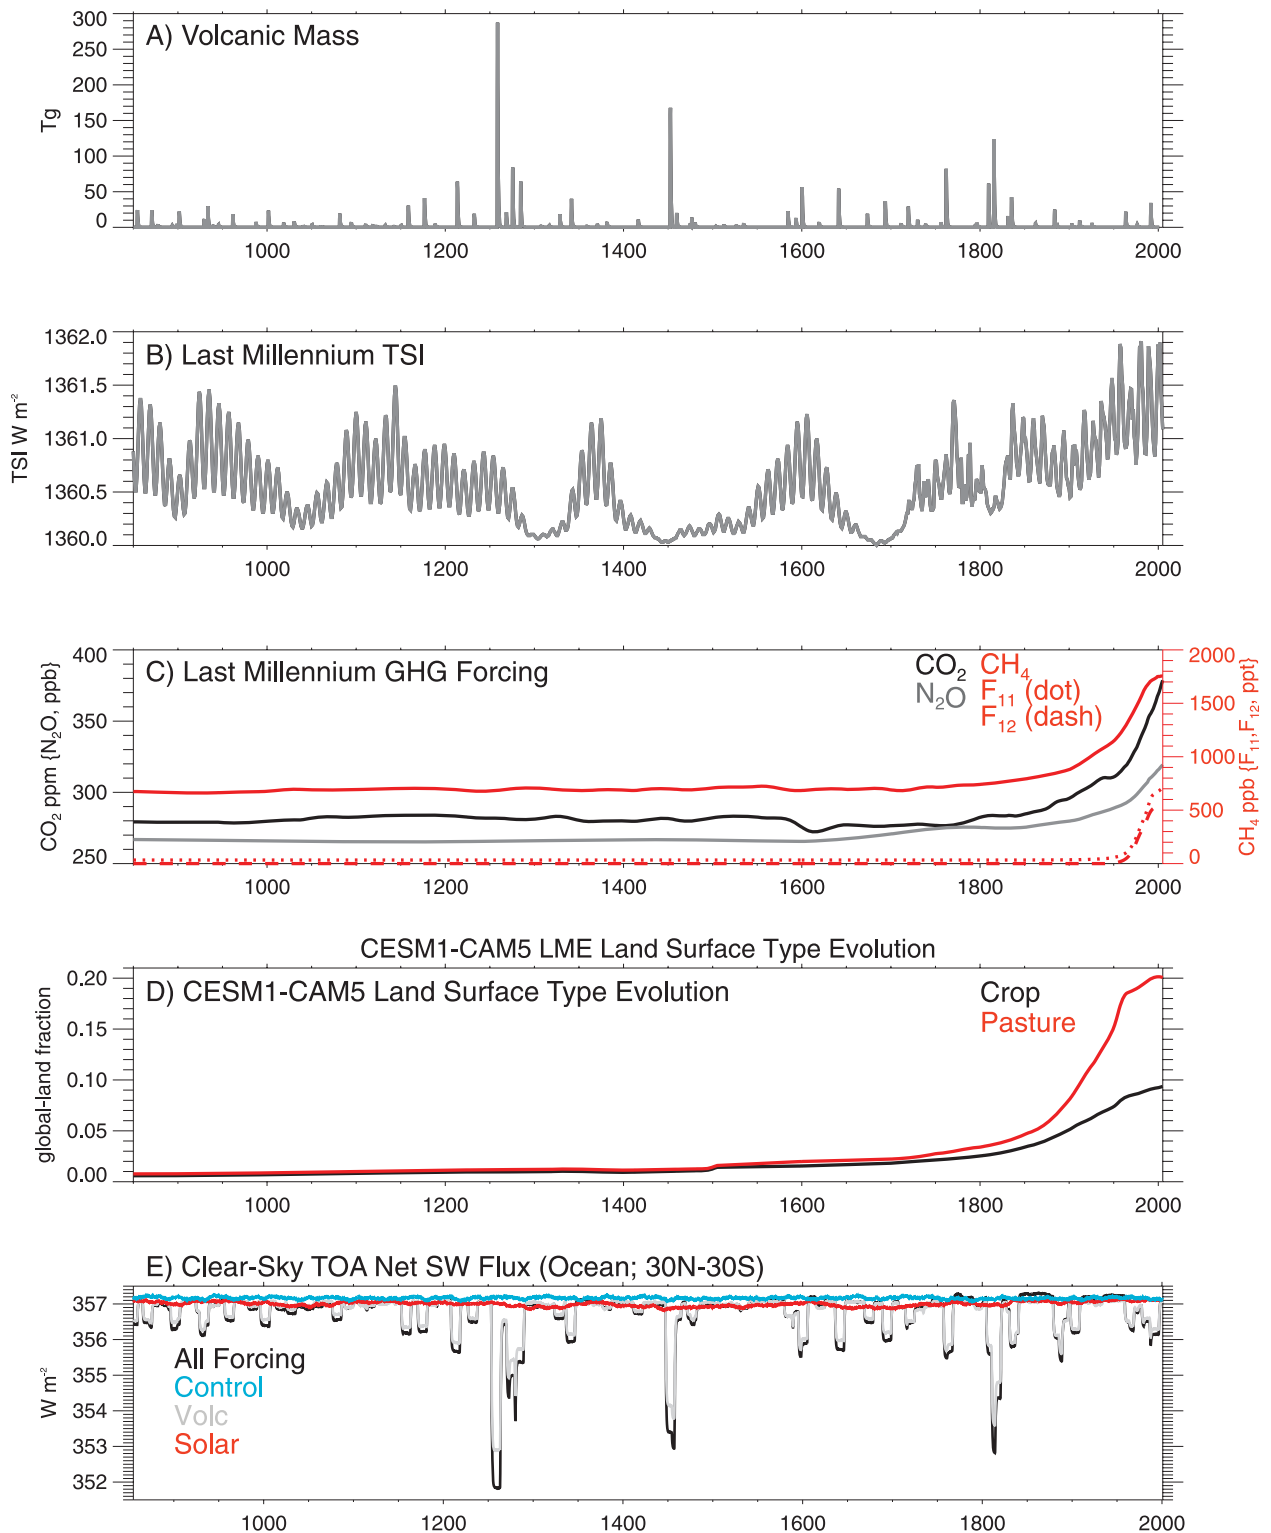 A) Volcanic Mass
Tg
300
250
200
150
100
50
0
1000 1200 1400 1600 1800 2000
B) Last Millennium TSI
TSI W m⁻²
1362.0
1361.5
1361.0
1360.5
1360.0
1000 1200 1400 1600 1800 2000
C) Last Millennium GHG Forcing
CO₂ CH₄
N₂O F₁₁ (dot)
F₁₂ (dash)
CO₂ ppm {N₂O, ppb}
400
350
300
250
2000
1500
1000
500
0
CH₄ ppb {F₁₁,F₁₂, ppt}
1000 1200 1400 1600 1800 2000
CESM1-CAM5 LME Land Surface Type Evolution
D) CESM1-CAM5 Land Surface Type Evolution
Crop
Pasture
global-land fraction
0.20
0.15
0.10
0.05
0.00
1000 1200 1400 1600 1800 2000
E) Clear-Sky TOA Net SW Flux (Ocean; 30N-30S)
W m⁻²
357
356
355
354
353
352
All Forcing
Control
Volc
Solar
1000 1200 1400 1600 1800 2000